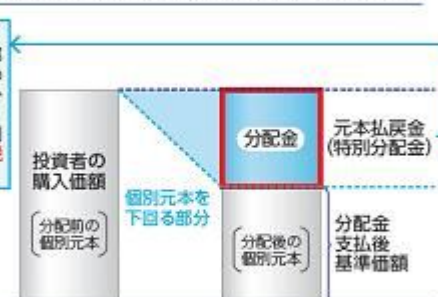 投資者の
購入価額
(分配前の
個別元本)
個別元本を
下回る部分
分配金
元本払戻金
(特別分配金)
(分配後の
個別元本)
分配金
支払後
基準価額